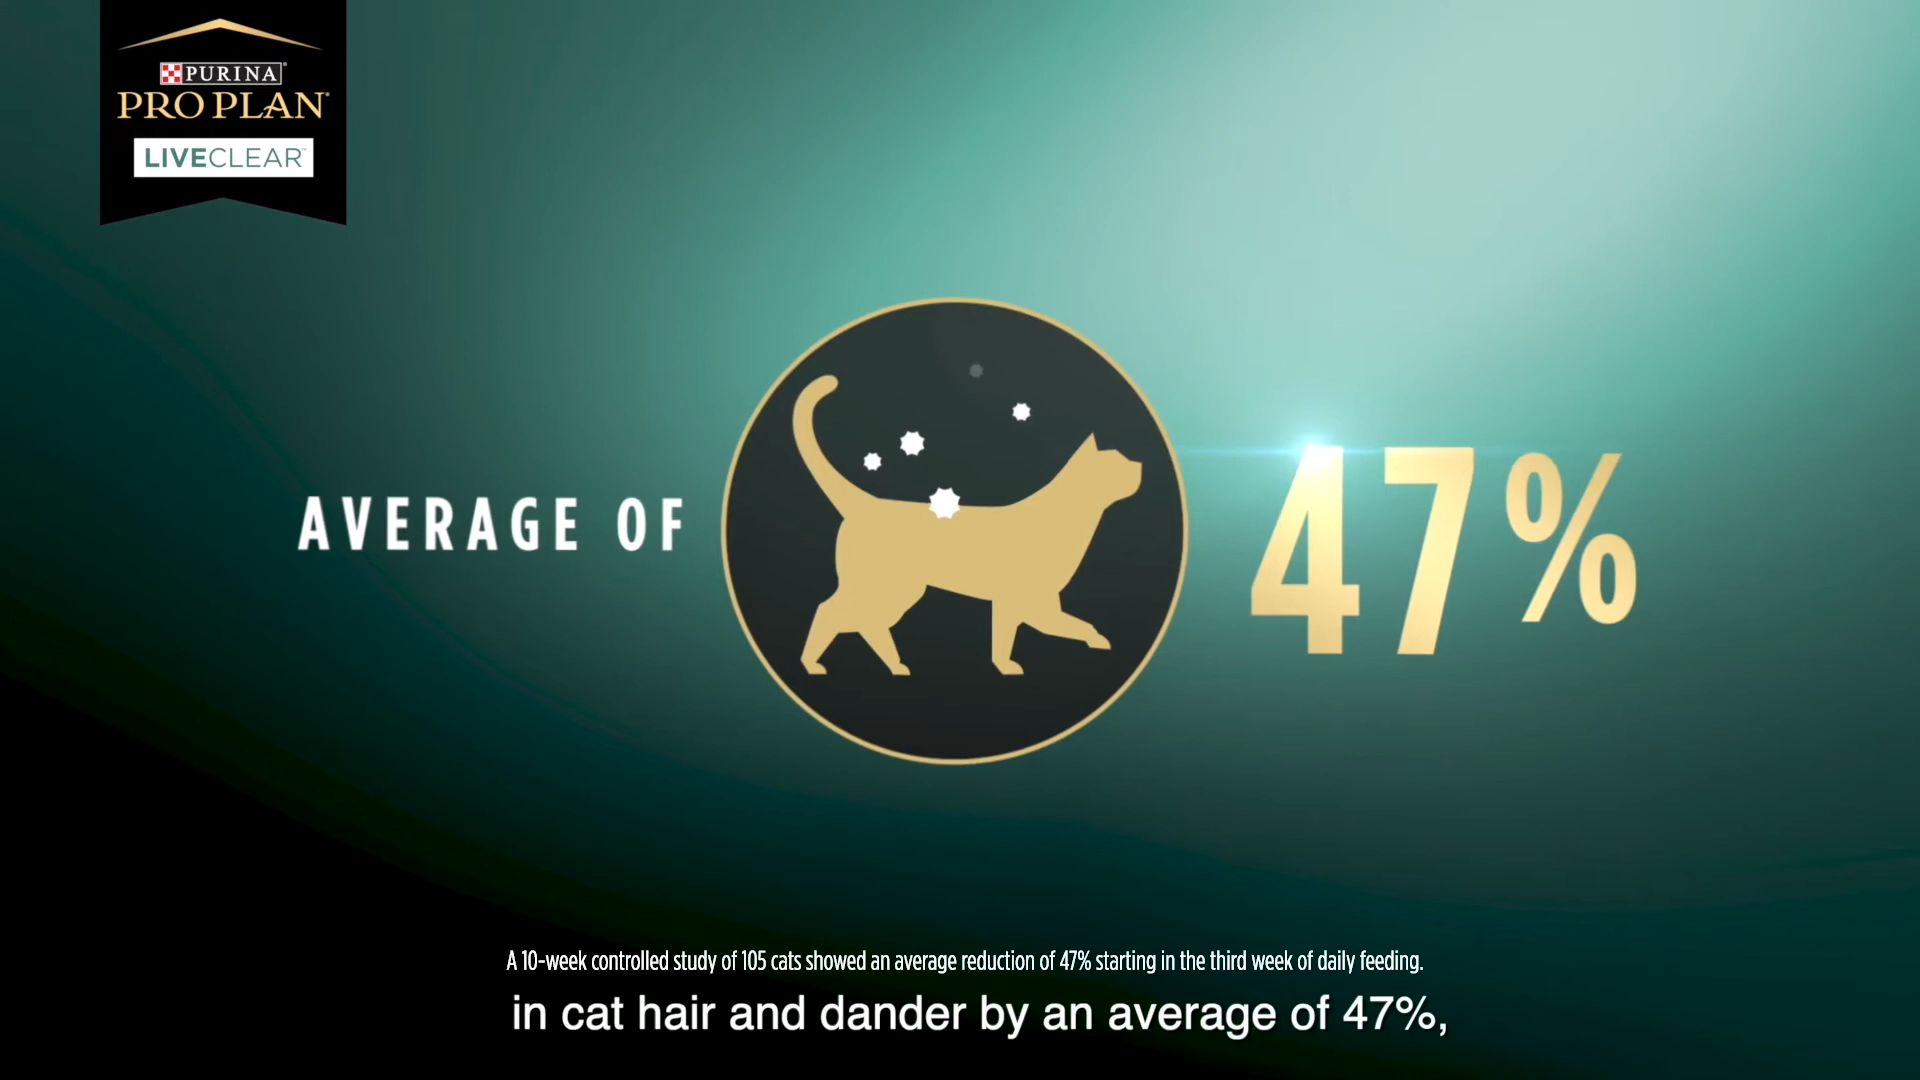 PURINA
PRO PLAN
LIVECLEAR™
AVERAGE OF
47%
A 10-week controlled study of 105 cats showed an average reduction of 47% starting in the third week of daily feeding.
in cat hair and dander by an average of 47%,